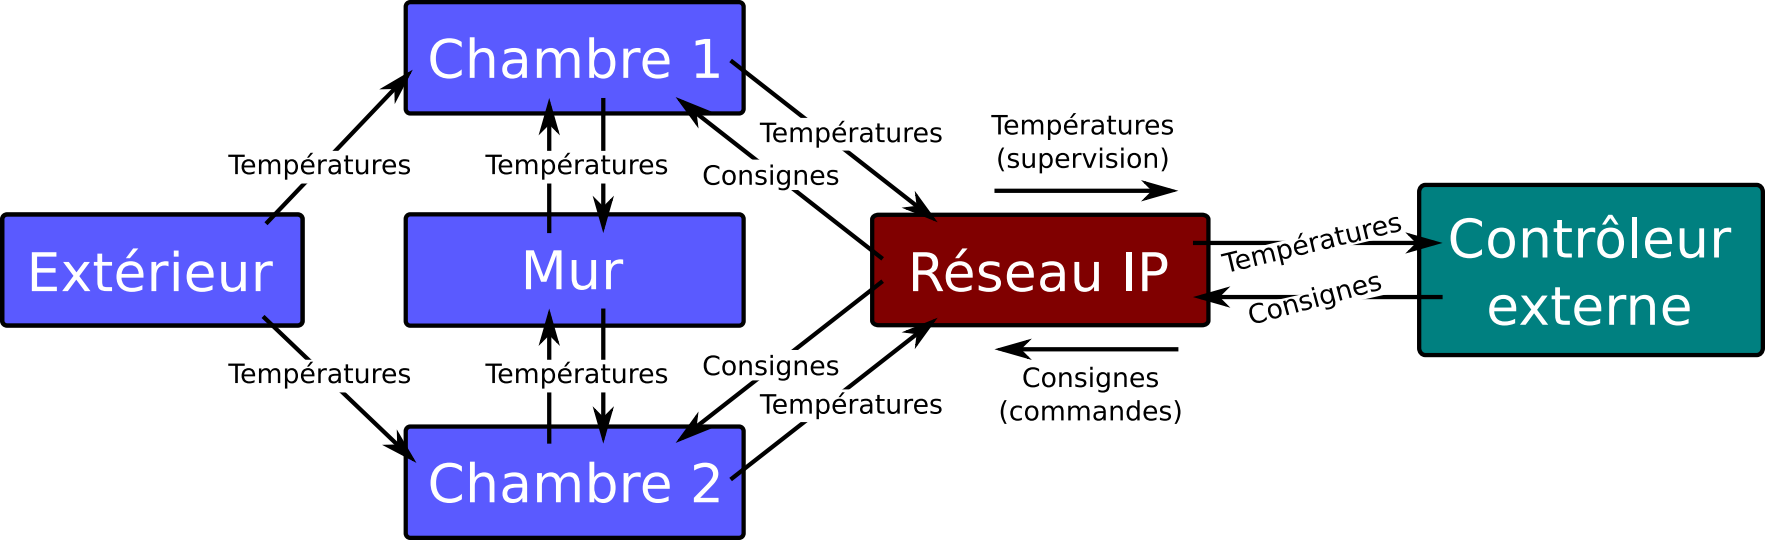 Chambre 1
Températures
Températures
(supervision)
Températures
Températures
Consignes
Extérieur
Mur
Réseau IP
Températures
Contrôleur
externe
Consignes
Températures
Températures
Consignes
Températures
Consignes
(commandes)
Chambre 2